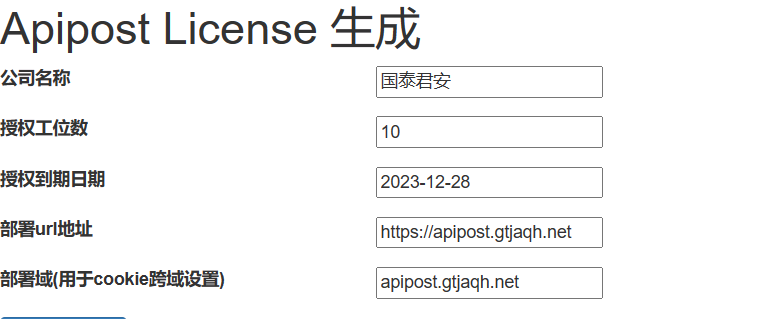 Apipost License 生成
公司名称 国泰君安
授权工位数 10
授权到期日期 2023-12-28
部署url地址 https://apipost.gtjaqh.net
部署域(用于cookie跨域设置) apipost.gtjaqh.net